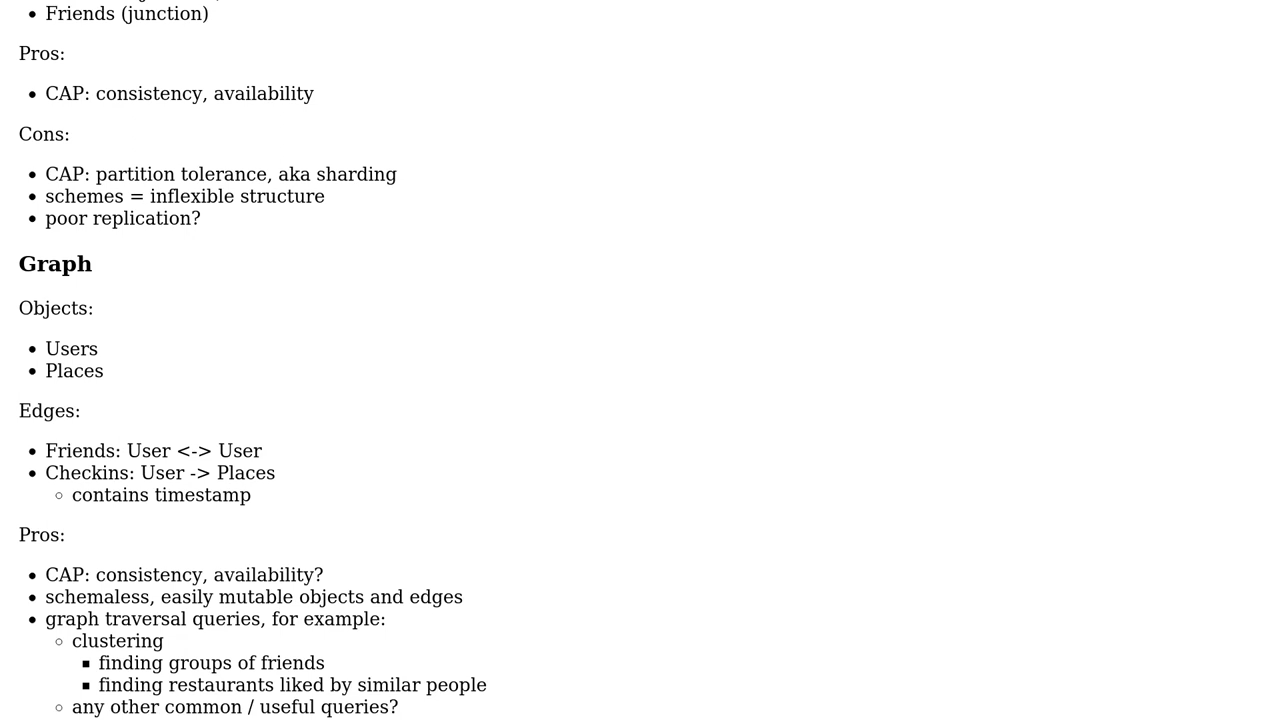 Friends (junction)
Pros:
CAP: consistency, availability
Cons:
CAP: partition tolerance, aka sharding
schemes = inflexible structure
poor replication?
Graph
Objects:
Users
Places
Edges:
Friends: User <-> User
Checkins: User -> Places
contains timestamp
Pros:
CAP: consistency, availability?
schemaless, easily mutable objects and edges
graph traversal queries, for example:
clustering
finding groups of friends
finding restaurants liked by similar people
any other common / useful queries?